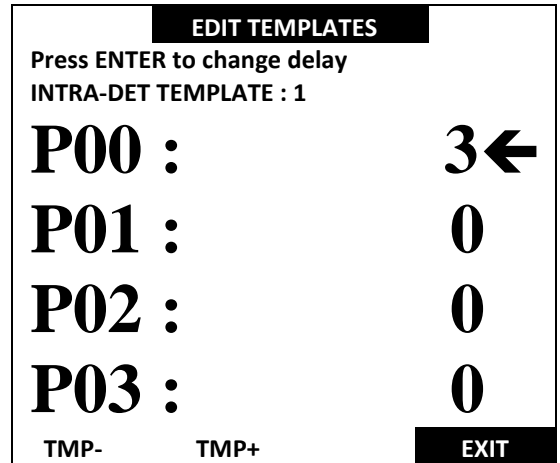 EDIT TEMPLATES
Press ENTER to change delay
INTRA-DET TEMPLATE : 1
P00 : 3←
P01 : 0
P02 : 0
P03 : 0
TMP- TMP+ EXIT